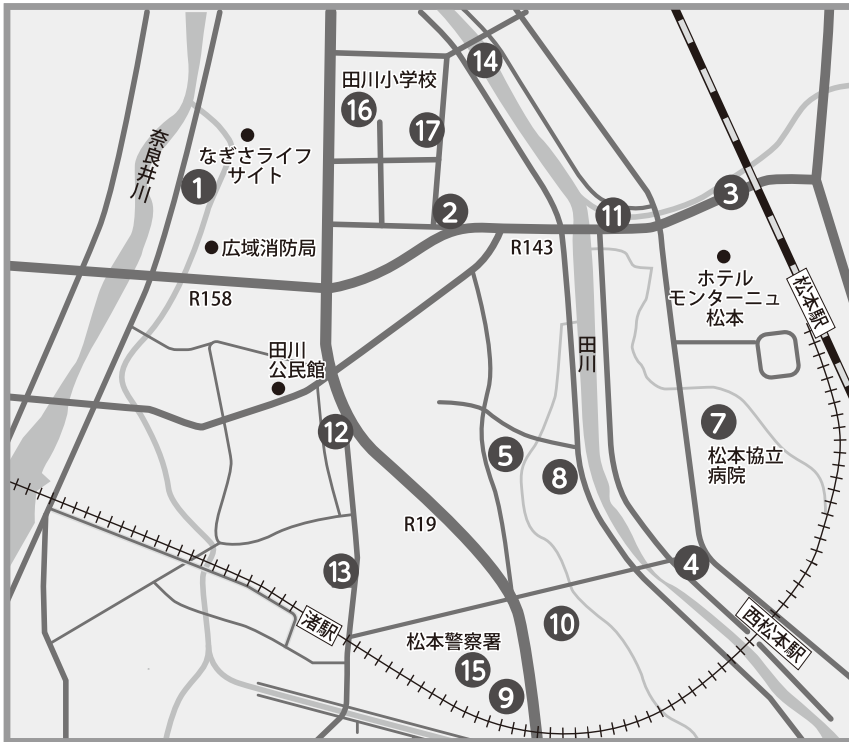 14
田川小学校
16
17
奈良井川
なぎさライフ
サイト
1
3
2
11
広域消防局
R143
R158
ホテル
モンターニュ
松本
松本駅
田川
公民館
田川
12
7
5
松本協立
病院
8
R19
13
4
渚駅
10
西松本駅
松本警察署
15
9